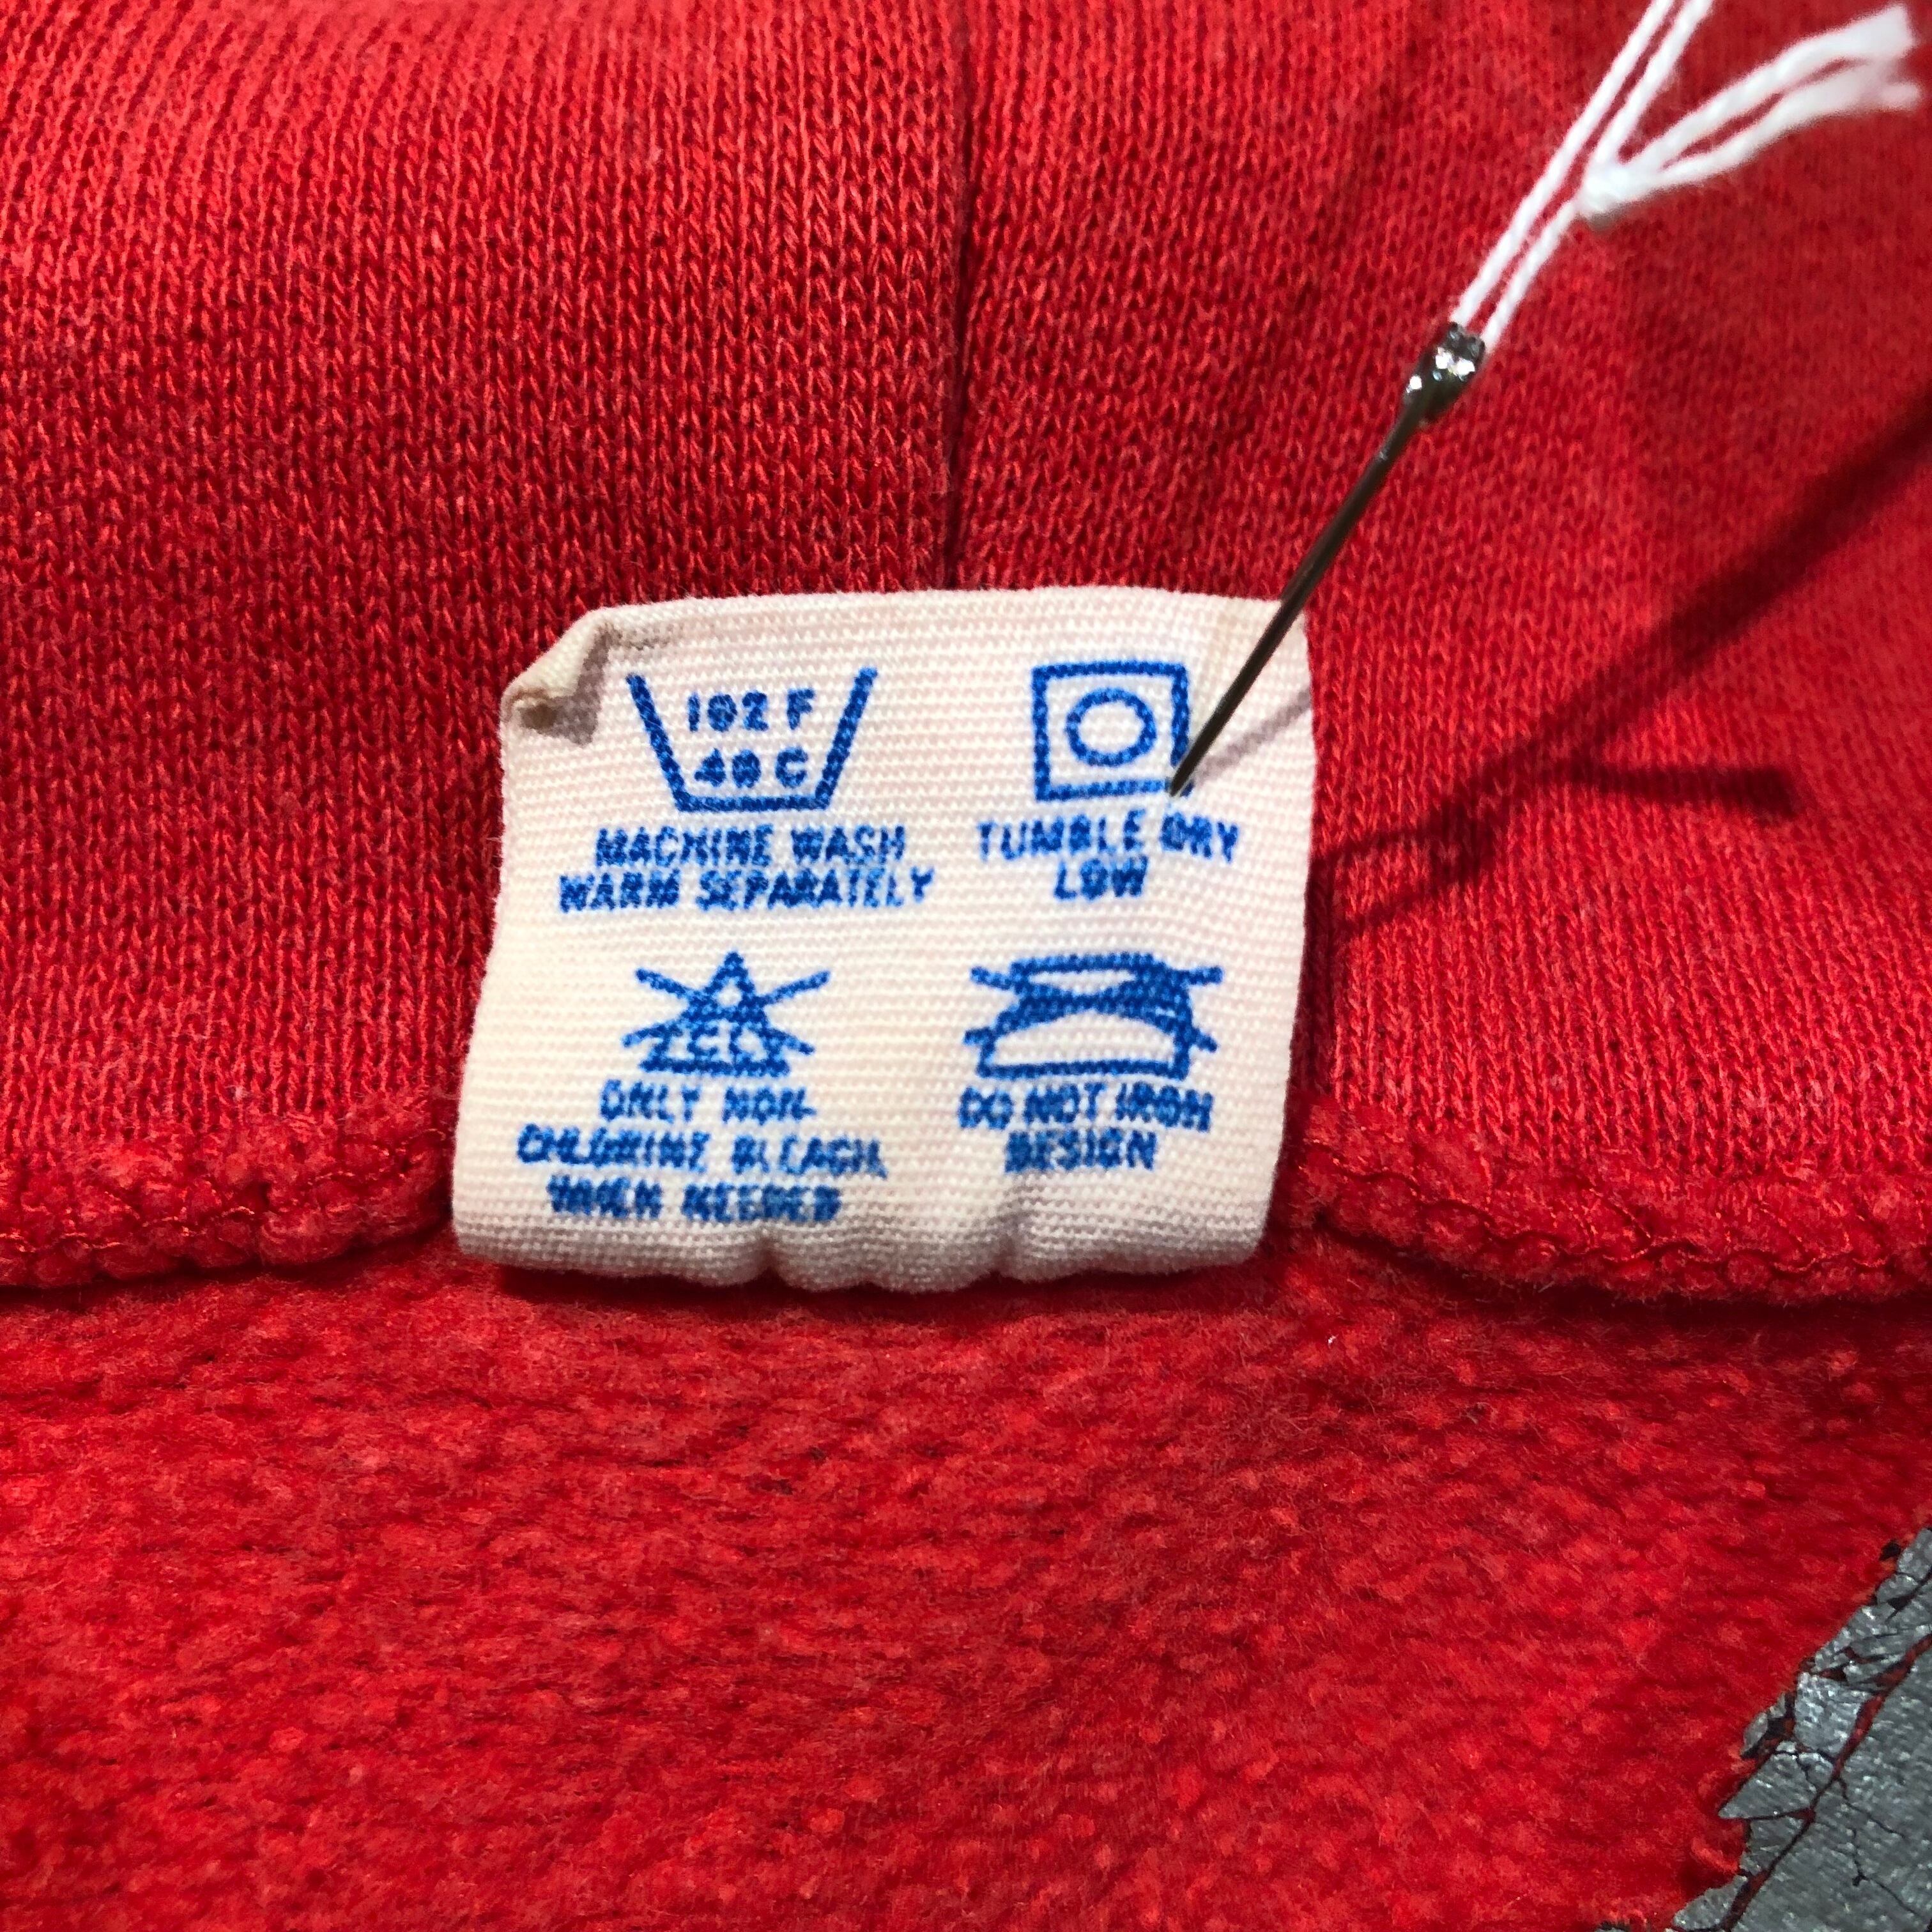 102 F
40 C
MACHINE WASH
WARM SEPARATELY
TUMBLE DRY
LOW
CL
ONLY NON-
CHLORINE BLEACH,
WHEN NEEDED
DO NOT IRON
DESIGN